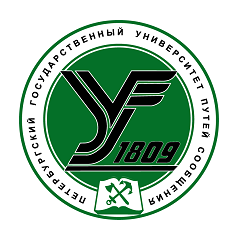 ПЕТЕРБУРГСКИЙ ГОСУДАРСТВЕННЫЙ УНИВЕРСИТЕТ ПУТЕЙ СООБЩЕНИЯ
1809